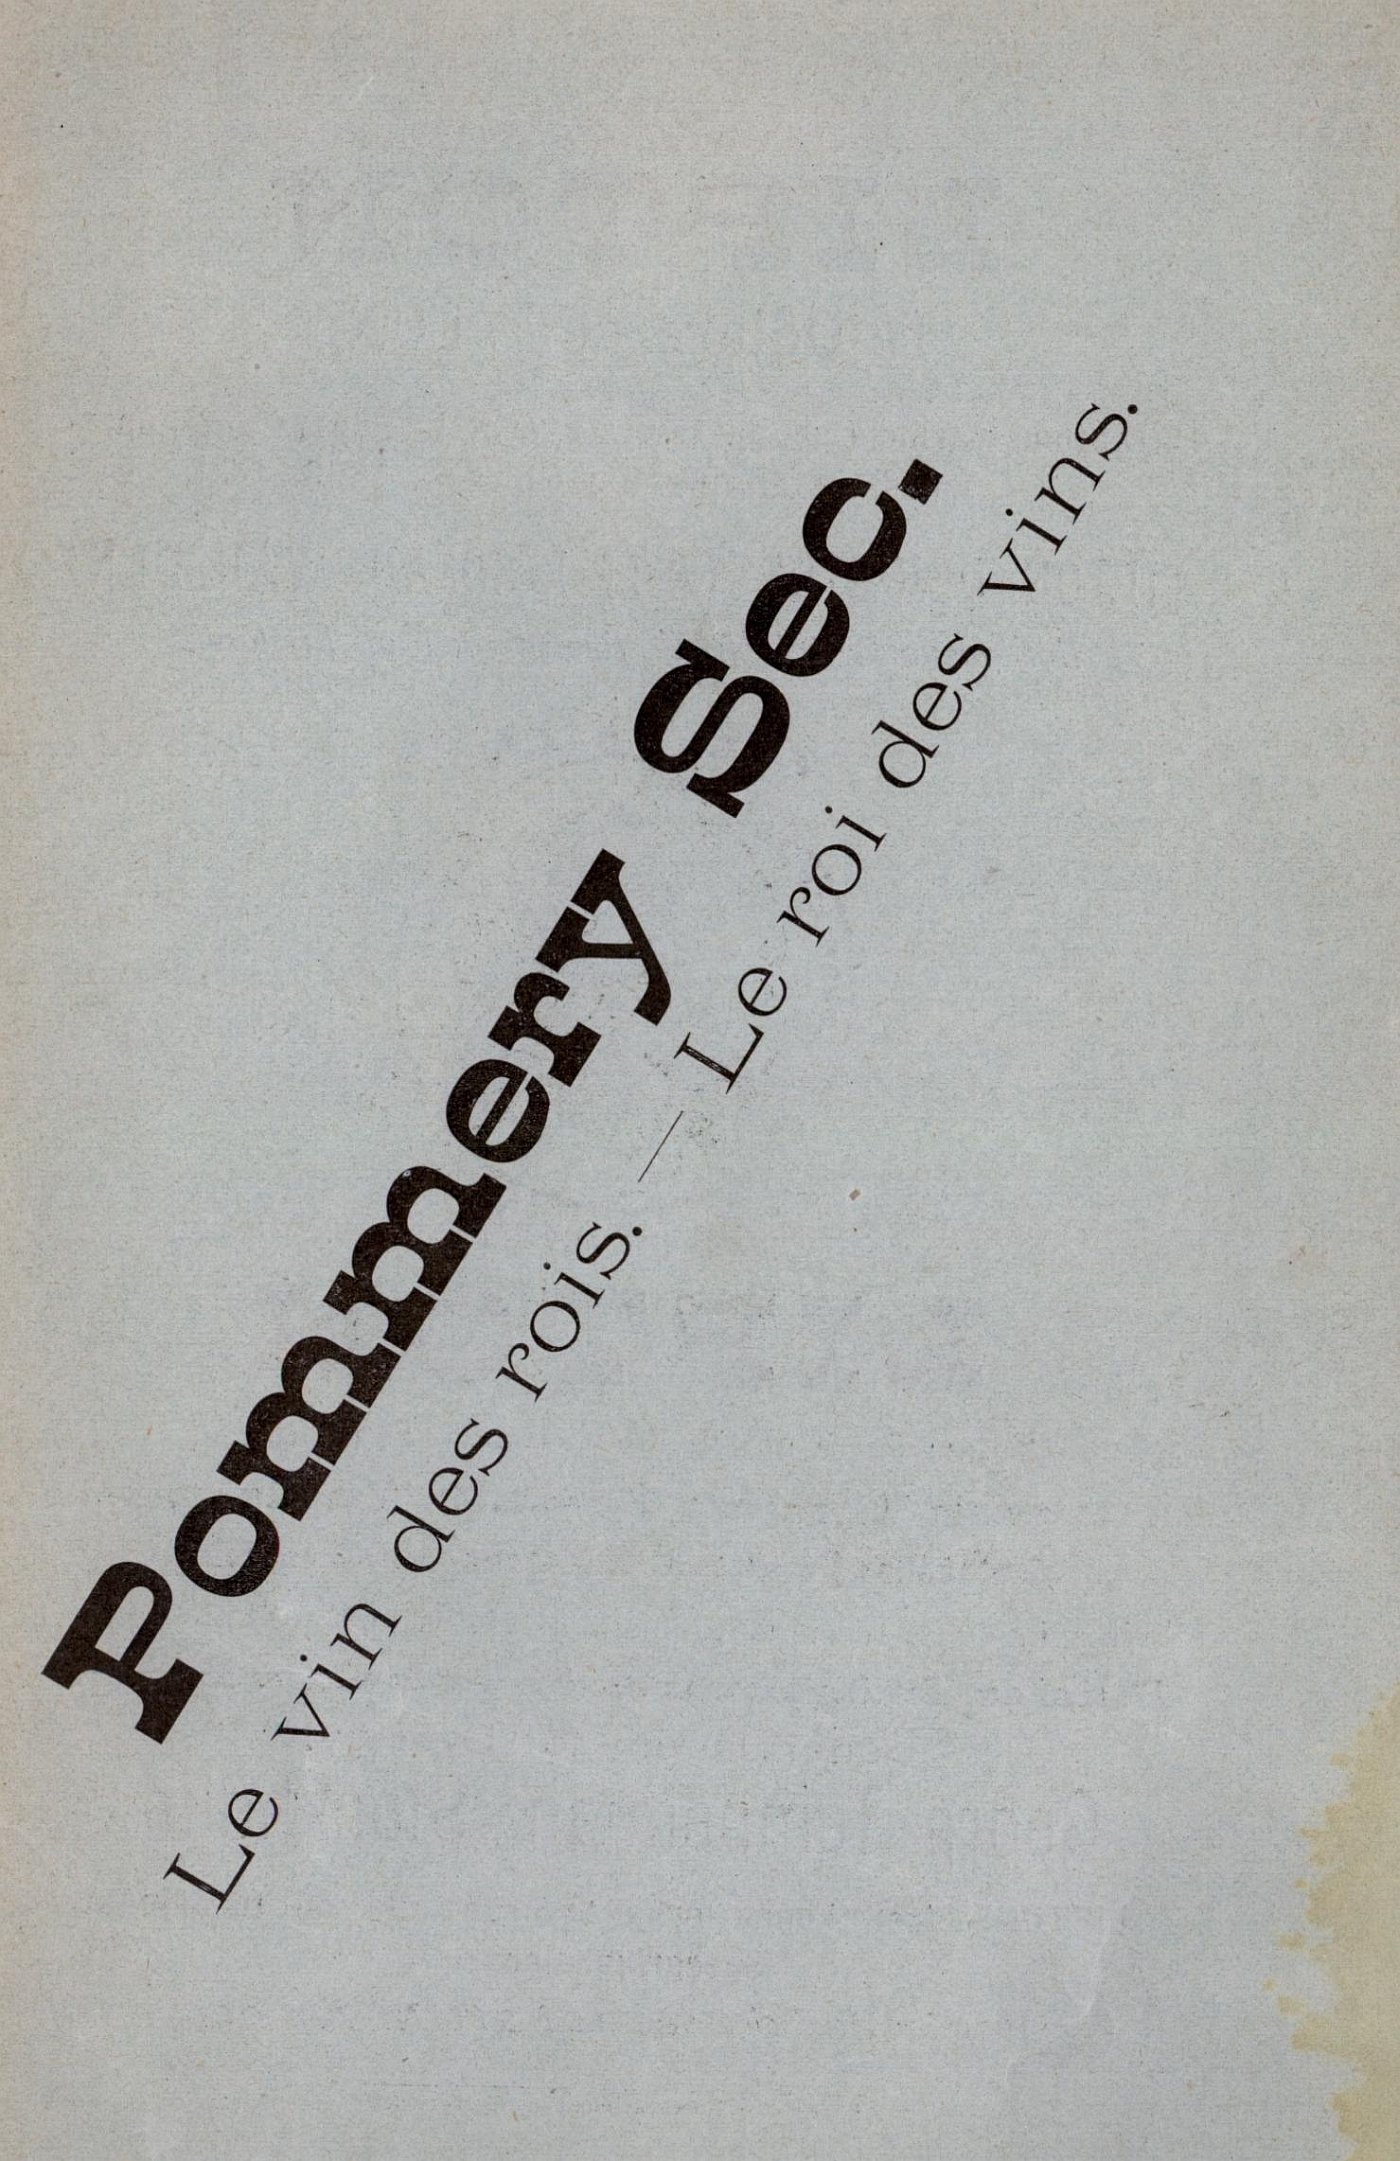 Pommery Sec.
Le vin des rois. — Le roi des vins.